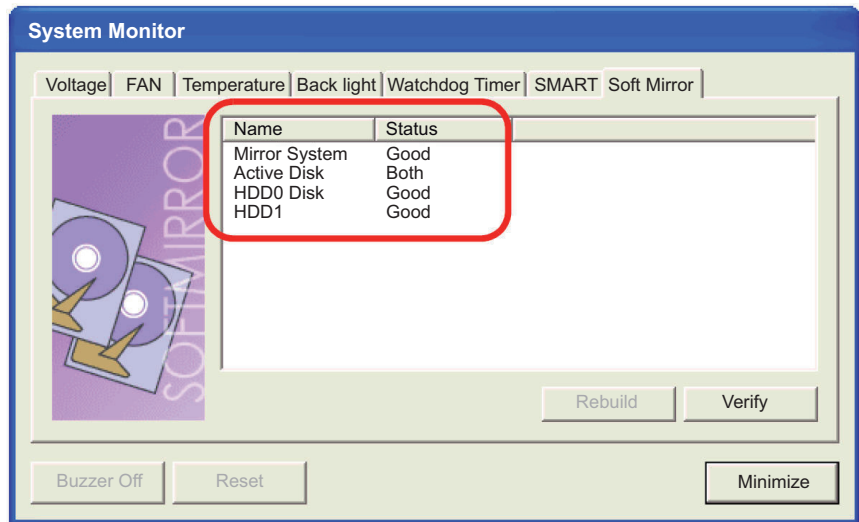 System Monitor
Voltage FAN Temperature Back light Watchdog Timer SMART Soft Mirror
SOFTMIRROR
Name Status
Mirror System Good
Active Disk Both
HDD0 Disk Good
HDD1 Good
Rebuild Verify
Buzzer Off Reset Minimize